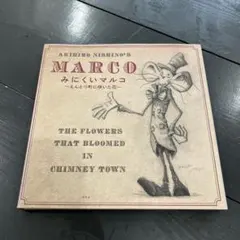 AKIHIRO NISHINO'S
MARCO
みにくいマルコ
～えんとつ町に咲いた花～
THE FLOWERS
THAT BLOOMED
IN
CHIMNEY TOWN